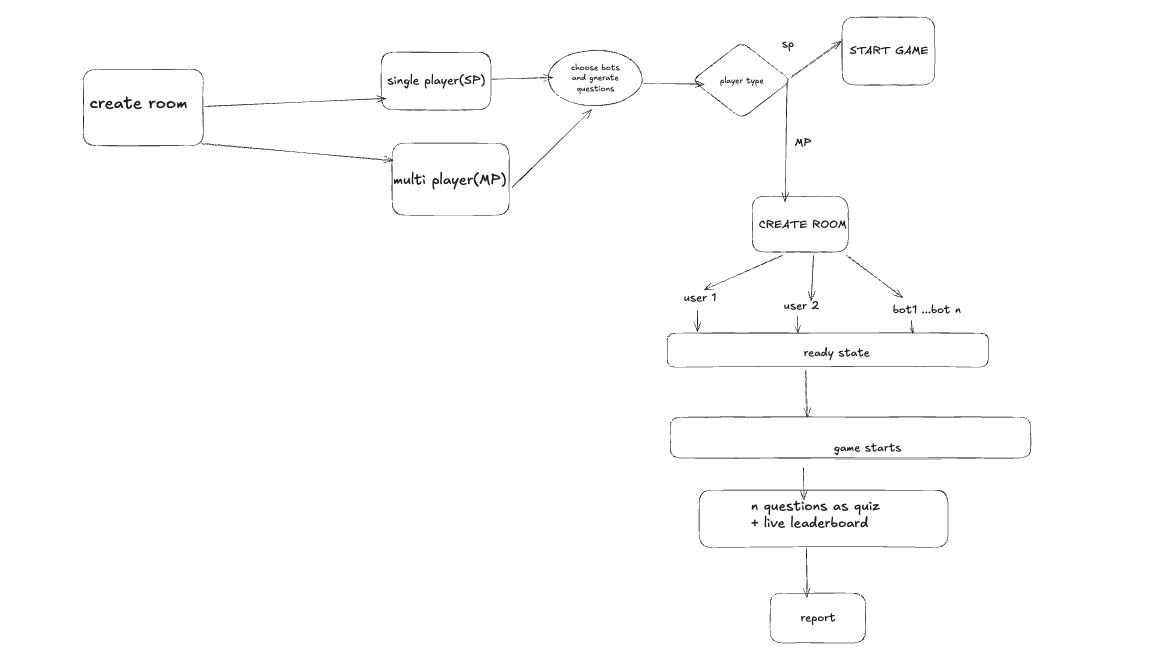 create room
single player(SP)
multi player(MP)
choose bots
and gnerate
questions
player type
sp
START GAME
MP
CREATE ROOM
user 1
user 2
bot1 ...bot n
ready state
game starts
n questions as quiz
+ live leaderboard
report